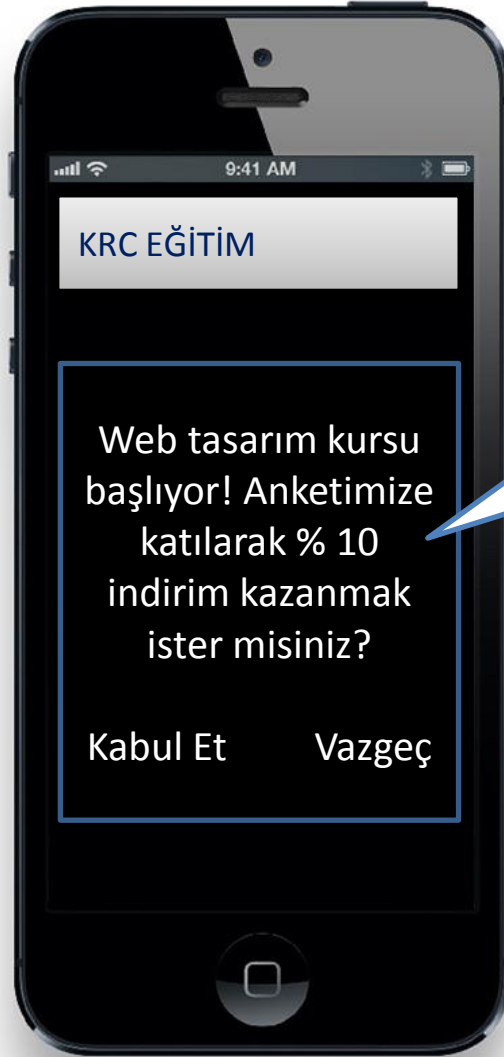 9:41 AM
KRC EĞİTİM
Web tasarım kursu
başlıyor! Anketimize
katılarak % 10
indirim kazanmak
ister misiniz?
Kabul Et Vazgeç